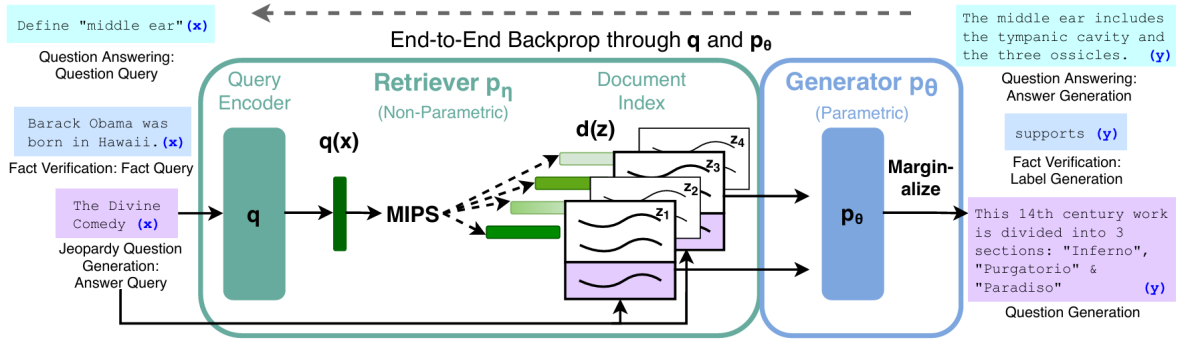 Define "middle ear" (x)
Question Answering:
Question Query
Barack Obama was
born in Hawaii. (x)
Fact Verification: Fact Query
The Divine
Comedy (x)
Jeopardy Question
Generation:
Answer Query
End-to-End Backprop through q and pθ
Query
Encoder
Retriever pη
(Non-Parametric)
Document
Index
q
q(x)
MIPS
d(z)
z4
z3
z2
z1
Generator pθ
(Parametric)
pθ
Margin-
alize
The middle ear includes
the tympanic cavity and
the three ossicles. (y)
Question Answering:
Answer Generation
supports (y)
Fact Verification:
Label Generation
This 14th century work
is divided into 3
sections: "Inferno",
"Purgatorio" &
"Paradiso" (y)
Question Generation